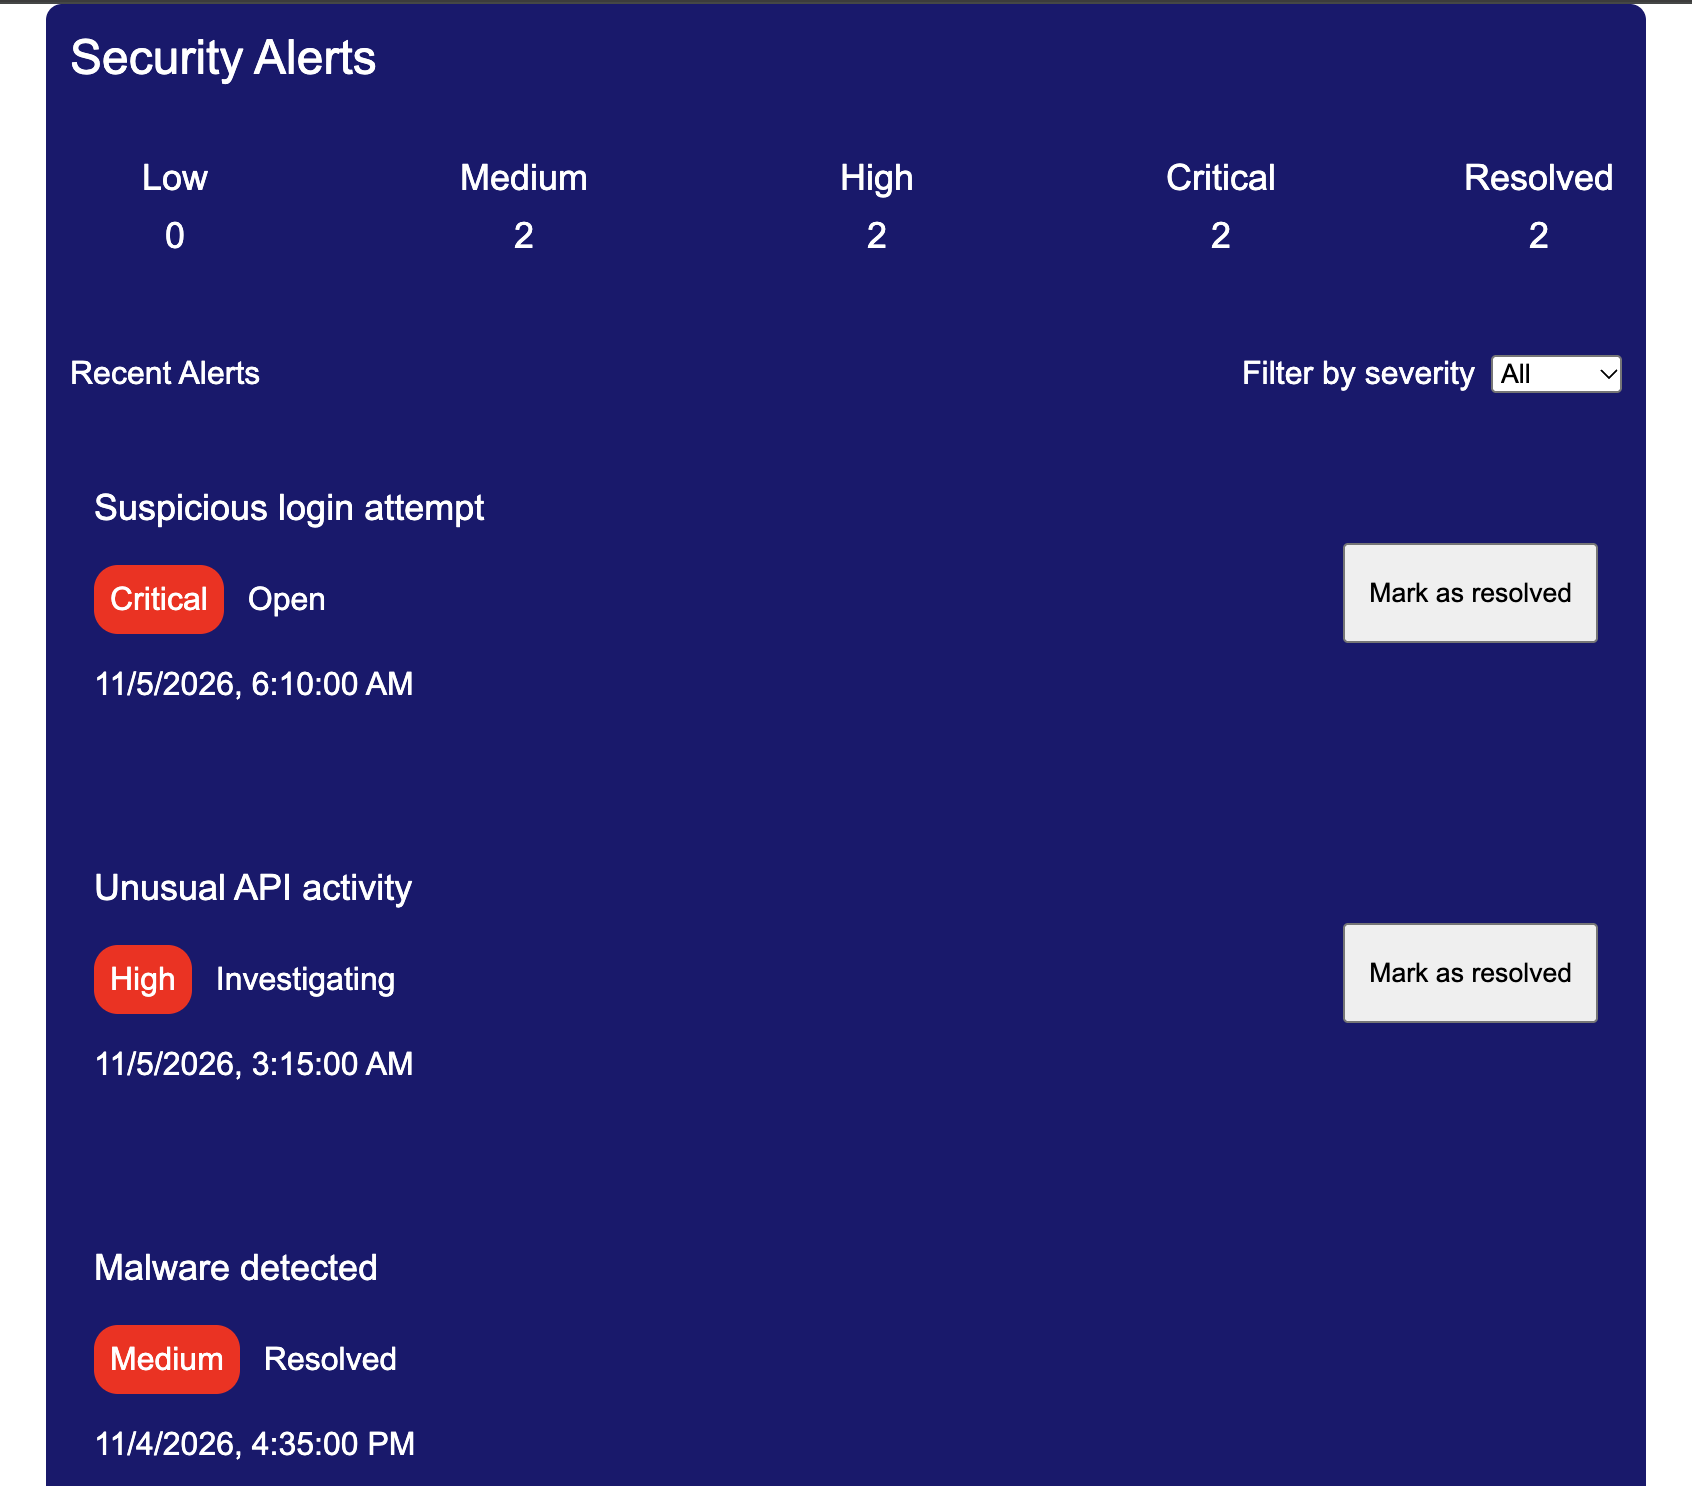 Security Alerts
Low Medium High Critical Resolved
0 2 2 2 2
Recent Alerts Filter by severity All
Suspicious login attempt
Critical Open Mark as resolved
11/5/2026, 6:10:00 AM
Unusual API activity
High Investigating Mark as resolved
11/5/2026, 3:15:00 AM
Malware detected
Medium Resolved
11/4/2026, 4:35:00 PM